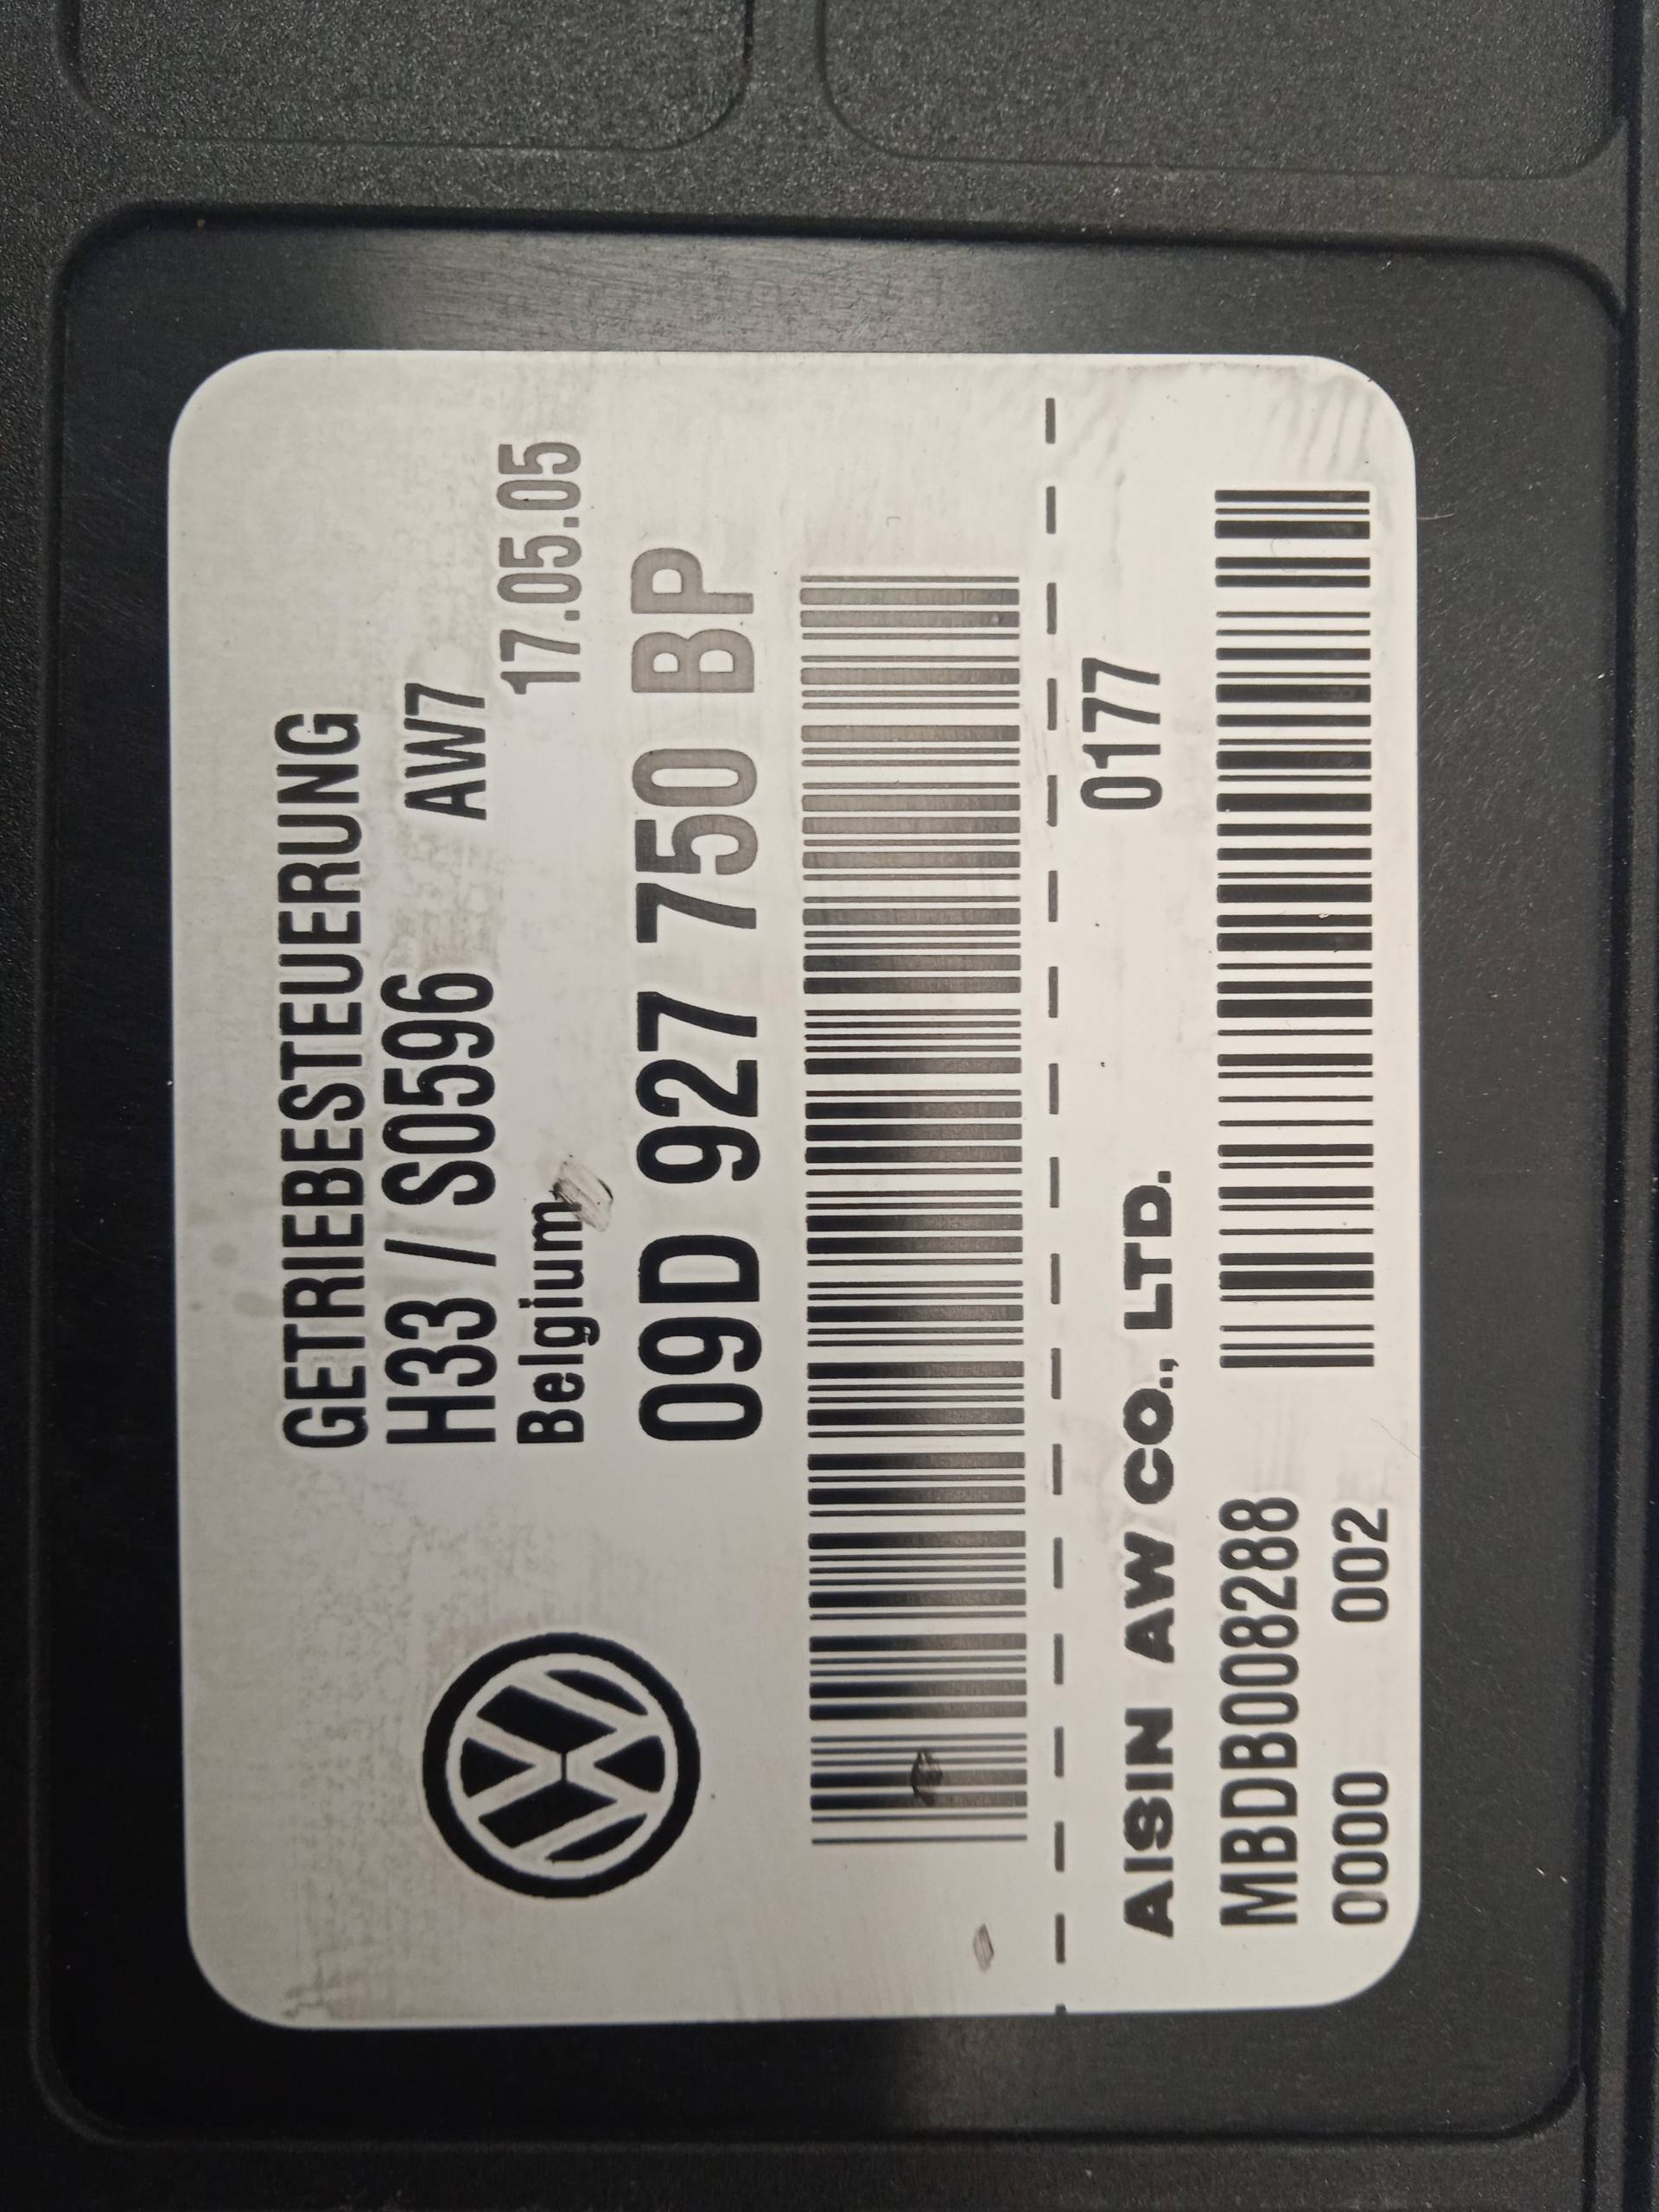 GETRIEBESTEUERUNG
H33 / S0596 AW7
Belgium 17.05.05
09D 927 750 BP
AISIN AW CO., LTD. 0177
MBDB008288
0000 002